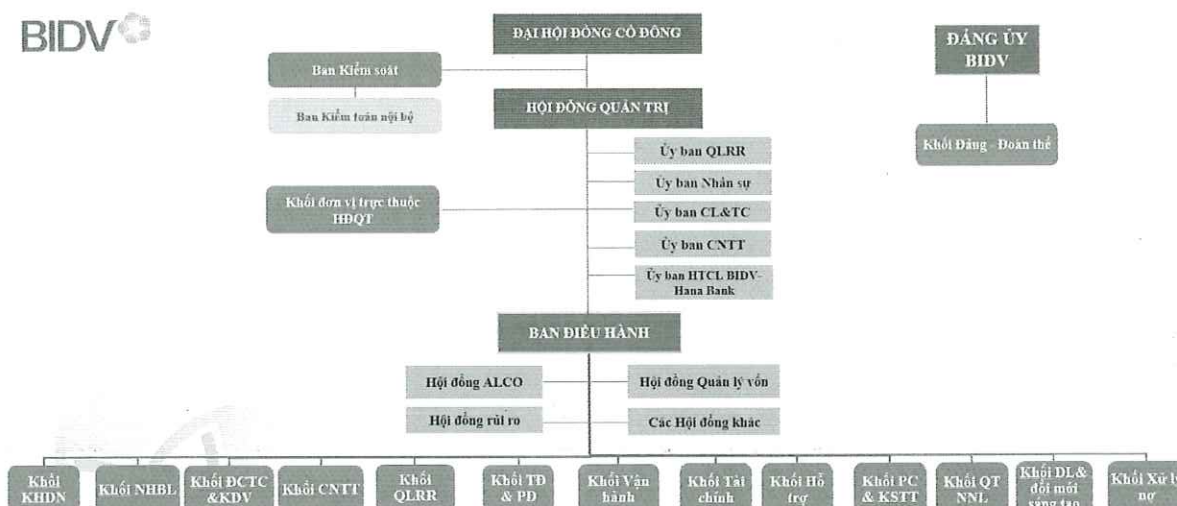 BIDV
ĐẠI HỘI ĐỒNG CỔ ĐÔNG
ĐẢNG ỦY
BIDV
Ban Kiểm soát
Ban Kiểm toán nội bộ
HỘI ĐỒNG QUẢN TRỊ
Khối Đảng - Đoàn thể
Ủy ban QLRR
Ủy ban Nhân sự
Khối đơn vị trực thuộc
HĐQT
Ủy ban CL&TC
Ủy ban CNTT
Ủy ban HTCL BIDV-
Hana Bank
BAN ĐIỀU HÀNH
Hội đồng ALCO
Hội đồng Quản lý vốn
Hội đồng rủi ro
Các Hội đồng khác
Khối
KHDN
Khối NHBL
Khối ĐCTC
&KDV
Khối CNTT
Khối
QLRR
Khối TĐ
& PD
Khối Vận
hành
Khối Tài
chính
Khối Hỗ
trợ
Khối PC
& KSTT
Khối QT
NNL
Khối DL&
đổi mới
sáng tạo
Khối Xử lý
nợ